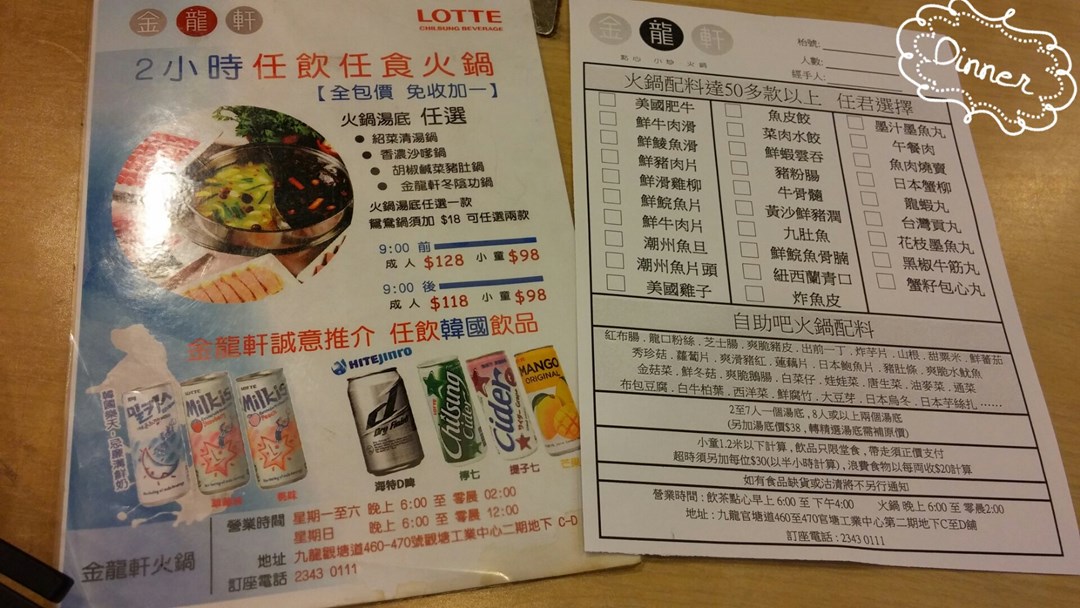 金龍軒
LOTTE
CHILSUNG BEVERAGE
2小時任飲任食火鍋
【全包價 免收加一】
火鍋湯底 任選
紹菜清湯鍋
香濃沙嗲鍋
胡椒鹹菜豬肚鍋
金龍軒冬陰功鍋
火鍋湯底任選一款
鴛鴦鍋須加 $18 可任選兩款
9:00 前
成人 $128 小童 $98
9:00 後
成人 $118 小童 $98
金龍軒誠意推介 任飲韓國飲品
HITEJinro
밀키스
Milkis
Milkis
d
Dry Finish
Chilsung Cider
Cider
MANGO
ORIGINAL
桃味
海特D啤
停七
提子七
營業時間 星期一至六 晚上 6:00 至 零晨 02:00
星期日 晚上 6:00 至 零晨 12:00
地址 九龍觀塘道460-470號觀塘工業中心二期地下 C-D
金龍軒火鍋
訂座電話 2343 0111
金龍軒
點心 小炒 火鍋
枱號:
人數:
經手人:
Dinner
火鍋配料達50多款以上 任君選擇
美國肥牛
鮮牛肉滑
鮮鯪魚滑
鮮豬肉片
鮮滑雞柳
鮮鯇魚片
鮮牛肉片
潮州魚旦
潮州魚片頭
美國雞子
魚皮餃
菜肉水餃
鮮蝦雲吞
豬粉腸
牛骨髓
黃沙鮮豬潤
九肚魚
鮮鯇魚骨腩
紐西蘭青口
炸魚皮
墨汁墨魚丸
午餐肉
魚肉燒賣
日本蟹柳
龍蝦丸
台灣貢丸
花枝墨魚丸
黑椒牛筋丸
蟹籽包心丸
自助吧火鍋配料
紅布腸 . 龍口粉絲 . 芝士腸 . 爽脆豬皮 . 出前一丁 . 炸芋片 . 山根 . 甜粟米 . 鮮蕃茄
秀珍菇 . 蘿蔔片 . 爽滑豬紅 . 蓮藕片 . 日本鮑魚片 . 豬肚條 . 爽脆水魷魚
金菇菜 . 鮮冬菇 . 爽脆鵝腸 . 白菜仔 . 娃娃菜 . 唐生菜 . 油麥菜 . 通菜
布包豆腐 . 白牛柏葉 . 西洋菜 . 鮮腐竹 . 大豆芽 . 日本烏冬 . 日本芋絲扎 ......
2至7人一個湯底 , 8人或以上兩個湯底
(另加湯底價$38 , 轉精選湯底需補原價)
小童1.2米以下計算 , 飲品只限堂食 , 帶走須正價支付
超時須另加每位$30(以半小時計算) , 浪費食物以每両收$20計算
如有食品缺貨或沽清將不另行通知
營業時間 : 飲茶點心早上 6:00 至 下午4:00 火鍋 晚上 6:00 至 零晨2:00
地址 : 九龍官塘道460至470官塘工業中心第二期地下C至D舖
訂座電話 : 2343 0111